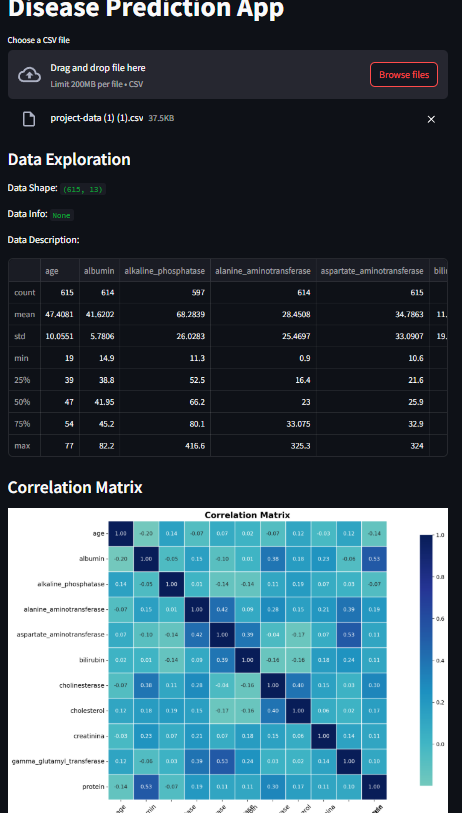 Disease Prediction App
Choose a CSV file
Drag and drop file here
Limit 200MB per file • CSV
Browse files
project-data (1) (1).csv 37.5KB
Data Exploration
Data Shape: (615, 13)
Data Info: None
Data Description:
age albumin alkaline_phosphatase alanine_aminotransferase aspartate_aminotransferase
count 615 614 597 614 615
mean 47.4081 41.6202 68.2839 28.4508 34.7863 11.
std 10.0551 5.7806 26.0283 25.4697 33.0907 19.
min 19 14.9 11.3 0.9 10.6
25% 39 38.8 52.5 16.4 21.6
50% 47 41.95 66.2 23 25.9
75% 54 45.2 80.1 33.075 32.9
max 77 82.2 416.6 325.3 324
Correlation Matrix
Correlation Matrix
age 1.00 -0.20 0.14 -0.07 0.07 0.02 -0.07 0.12 -0.03 0.12 -0.14
albumin -0.20 1.00 -0.05 0.15 -0.10 0.01 0.38 0.10 0.23 -0.06 0.53
alkaline_phosphatase 0.14 -0.05 1.00 0.01 -0.14 -0.14 0.11 0.19 0.07 0.03 -0.07
alanine_aminotransferase -0.07 0.15 0.01 1.00 0.42 0.09 0.28 0.15 0.21 0.39 0.19
aspartate_aminotransferase 0.07 -0.10 -0.14 0.42 1.00 0.39 -0.04 -0.17 0.07 0.53 0.11
bilirubin 0.02 0.01 -0.14 0.09 0.39 1.00 -0.16 -0.16 0.18 0.24 0.11
cholinesterase -0.07 0.38 0.11 0.28 -0.04 -0.16 1.00 0.40 0.15 0.03 0.30
cholesterol 0.12 0.18 0.19 0.15 -0.17 -0.16 0.40 1.00 0.06 0.02 0.17
creatinina -0.03 0.23 0.07 0.21 0.07 0.18 0.15 0.06 1.00 0.14 0.11
gamma_glutamyl_transferase 0.12 -0.06 0.03 0.39 0.53 0.24 0.03 0.02 0.14 1.00 0.10
protein -0.14 0.53 -0.07 0.19 0.11 0.11 0.30 0.17 0.11 0.10 1.00
1.0
0.8
0.6
0.4
0.2
0.0